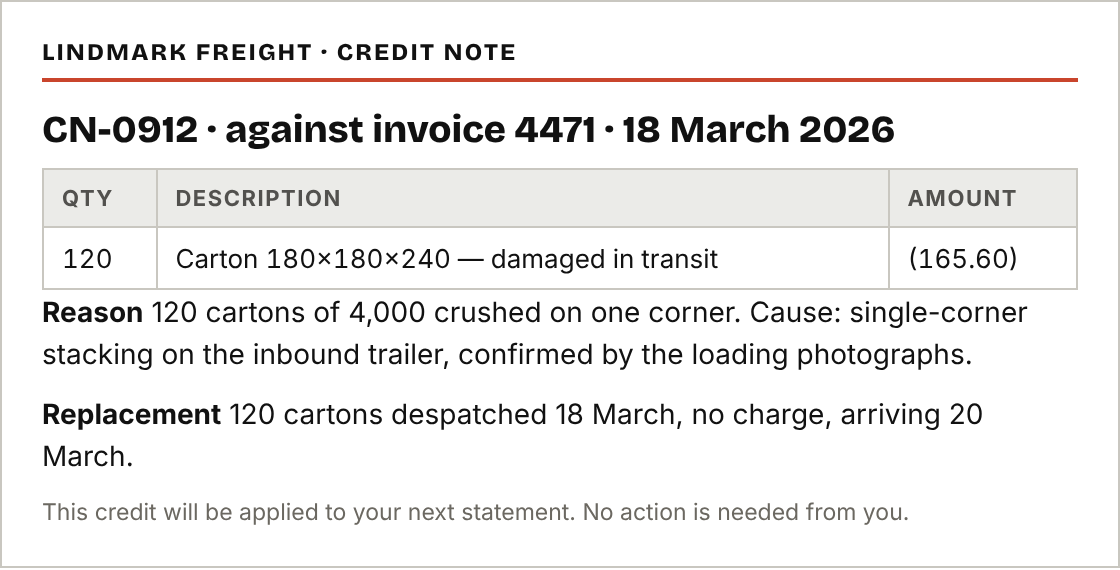 LINDMARK FREIGHT · CREDIT NOTE
CN-0912 · against invoice 4471 · 18 March 2026
QTY DESCRIPTION AMOUNT
120 Carton 180×180×240 — damaged in transit (165.60)
Reason 120 cartons of 4,000 crushed on one corner. Cause: single-corner
stacking on the inbound trailer, confirmed by the loading photographs.
Replacement 120 cartons despatched 18 March, no charge, arriving 20
March.
This credit will be applied to your next statement. No action is needed from you.